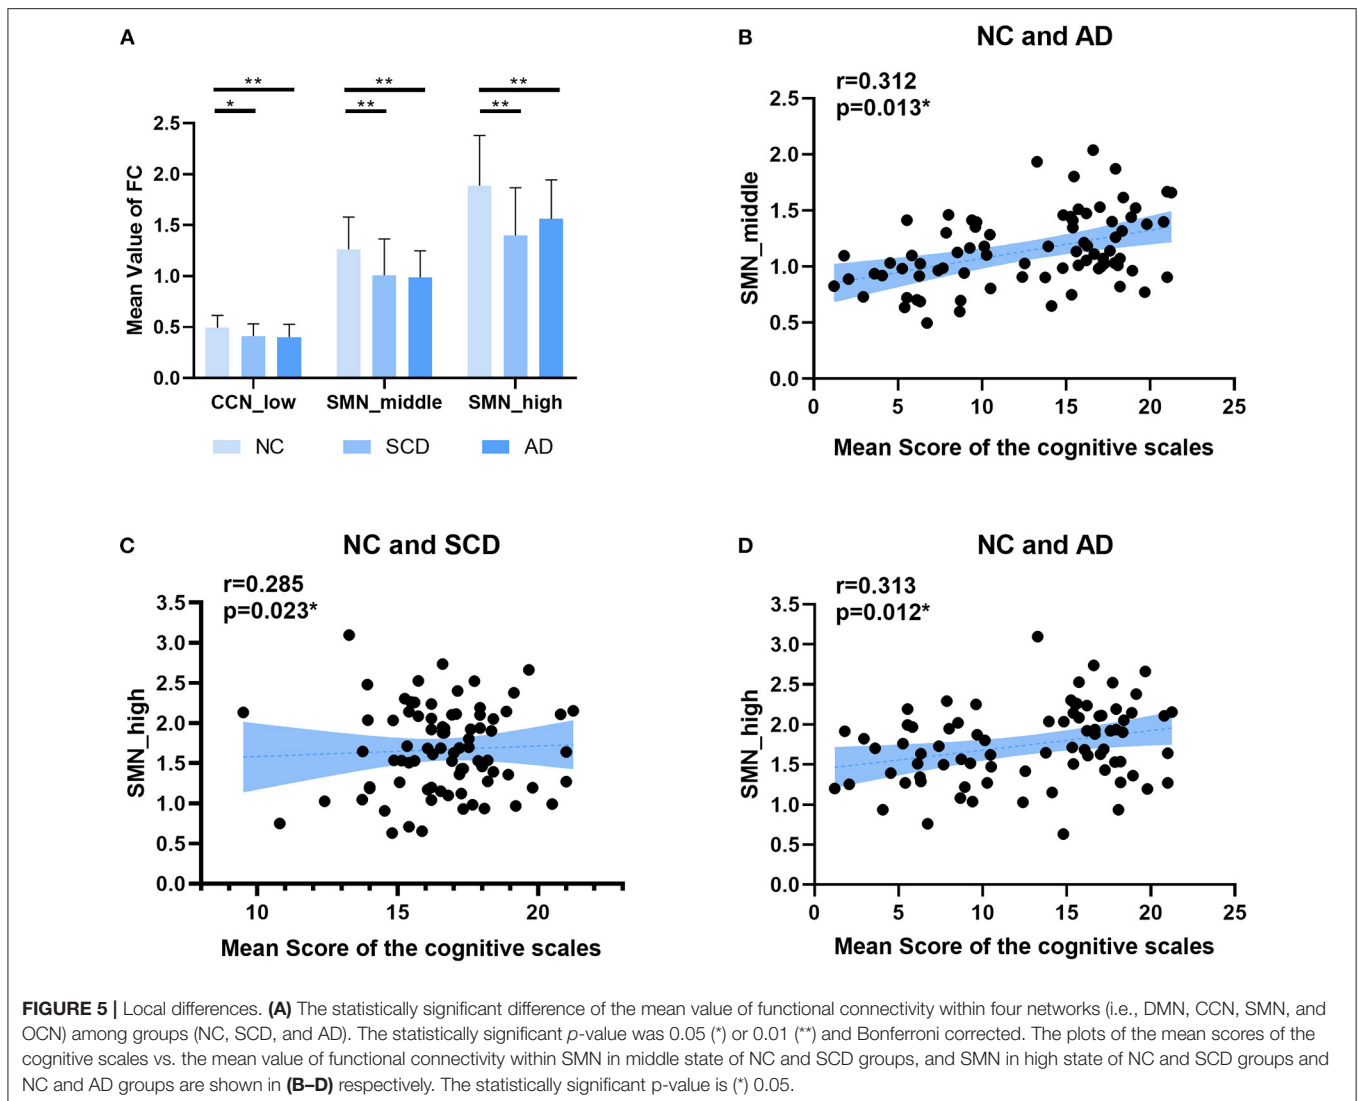 A
** ** **
* ** **
Mean Value of FC
2.5
2.0
1.5
1.0
0.5
0.0
CCN_low SMN_middle SMN_high
NC SCD AD
B
NC and AD
r=0.312
p=0.013*
SMN_middle
2.5
2.0
1.5
1.0
0.5
0.0
0 5 10 15 20 25
Mean Score of the cognitive scales
C
NC and SCD
r=0.285
p=0.023*
SMN_high
3.5
3.0
2.5
2.0
1.5
1.0
0.5
0.0
10 15 20
Mean Score of the cognitive scales
D
NC and AD
r=0.313
p=0.012*
SMN_high
3.5
3.0
2.5
2.0
1.5
1.0
0.5
0.0
0 5 10 15 20 25
Mean Score of the cognitive scales
FIGURE 5 | Local differences. (A) The statistically significant difference of the mean value of functional connectivity within four networks (i.e., DMN, CCN, SMN, and
OCN) among groups (NC, SCD, and AD). The statistically significant p-value was 0.05 (*) or 0.01 (**) and Bonferroni corrected. The plots of the mean scores of the
cognitive scales vs. the mean value of functional connectivity within SMN in middle state of NC and SCD groups, and SMN in high state of NC and SCD groups and
NC and AD groups are shown in (B–D) respectively. The statistically significant p-value is (*) 0.05.